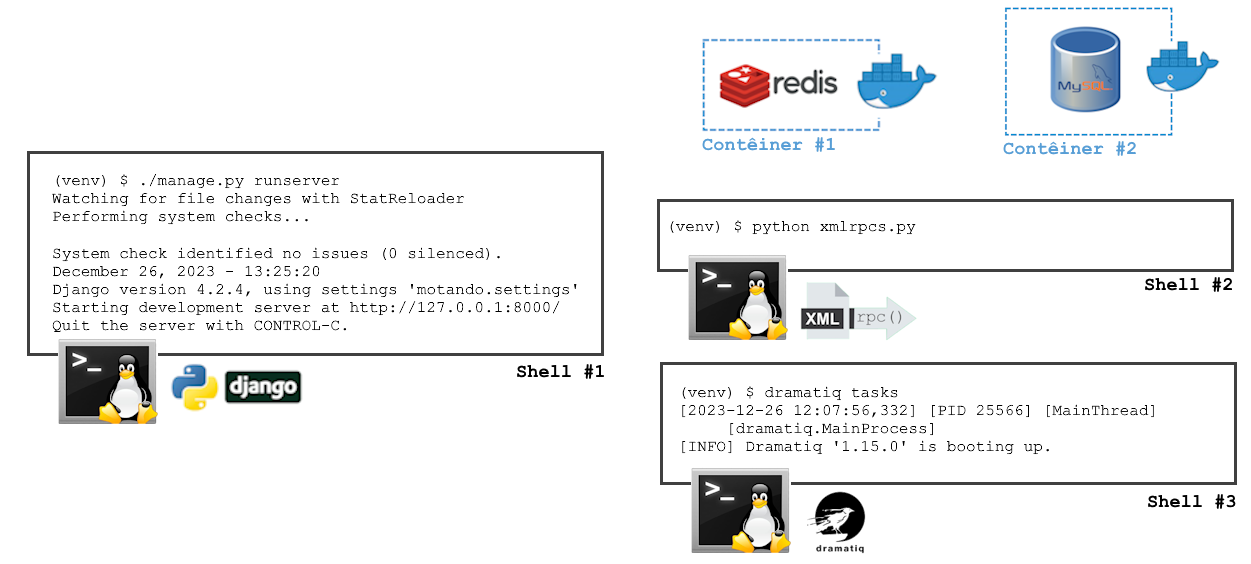 redis
Contêiner #1
MySQL
Contêiner #2
(venv) $ ./manage.py runserver
Watching for file changes with StatReloader
Performing system checks...
System check identified no issues (0 silenced).
December 26, 2023 - 13:25:20
Django version 4.2.4, using settings 'motando.settings'
Starting development server at http://127.0.0.1:8000/
Quit the server with CONTROL-C.
>_
django
Shell #1
(venv) $ python xmlrpcs.py
>_
XML
rpc()
Shell #2
(venv) $ dramatiq tasks
[2023-12-26 12:07:56,332] [PID 25566] [MainThread]
[dramatiq.MainProcess]
[INFO] Dramatiq '1.15.0' is booting up.
>_
dramatiq
Shell #3